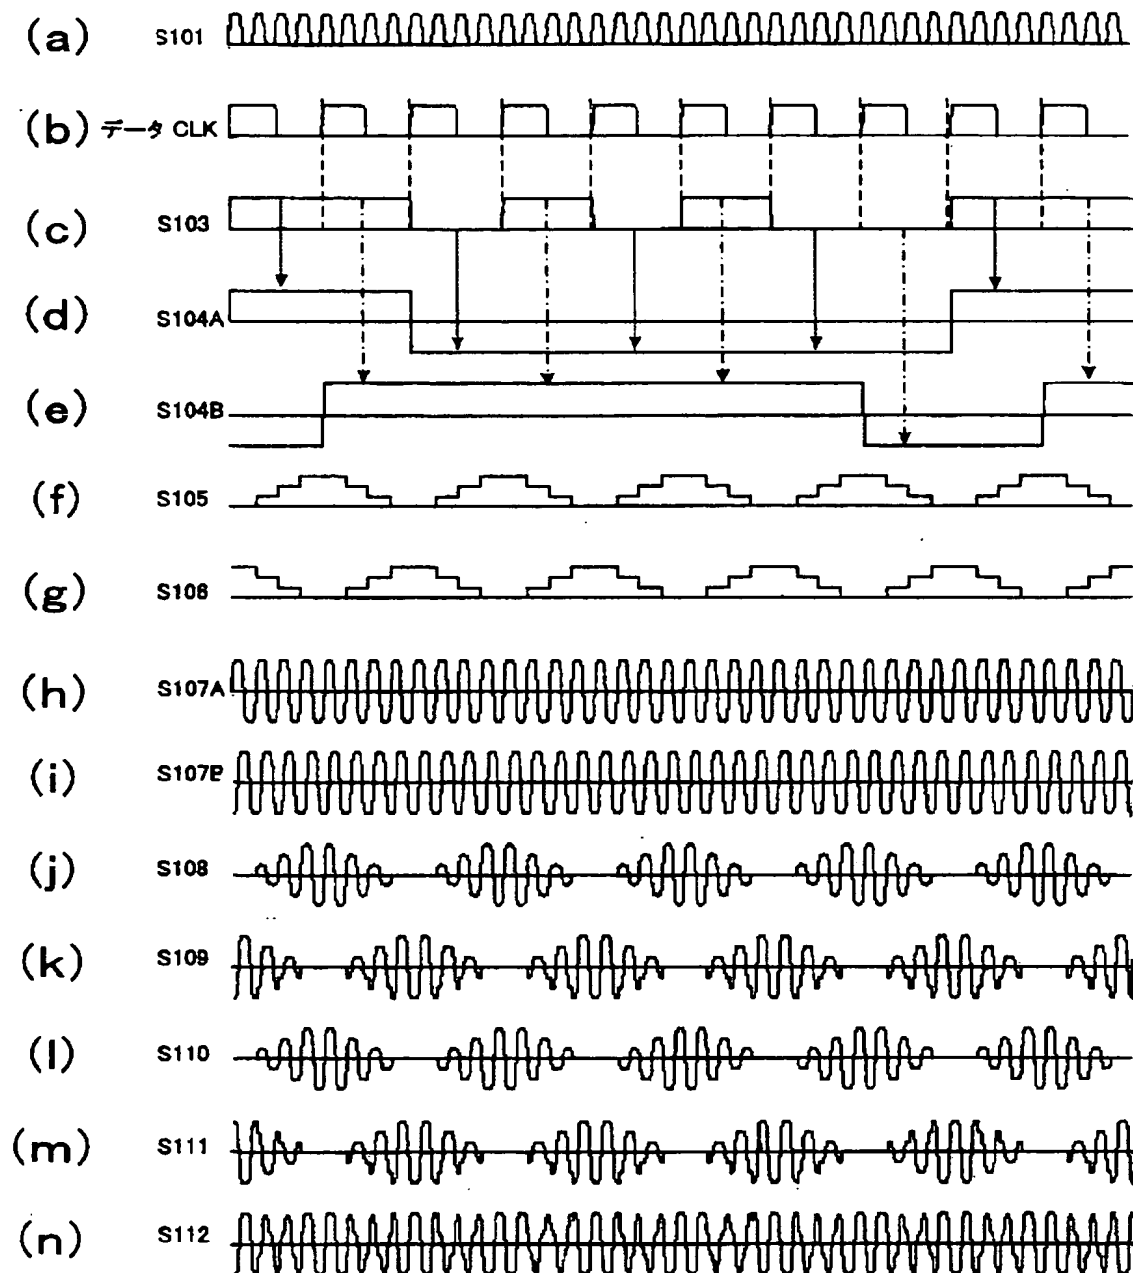 (a) S101
(b) データ CLK
(c) S103
(d) S104A
(e) S104B
(f) S105
(g) S106
(h) S107A
(i) S107B
(j) S108
(k) S109
(l) S110
(m) S111
(n) S112